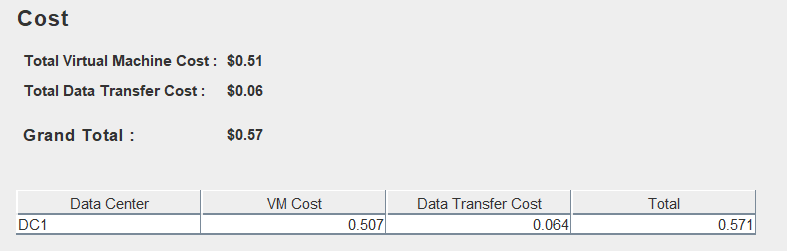 Cost
Total Virtual Machine Cost : $0.51
Total Data Transfer Cost : $0.06
Grand Total : $0.57
Data Center VM Cost Data Transfer Cost Total
DC1 0.507 0.064 0.571